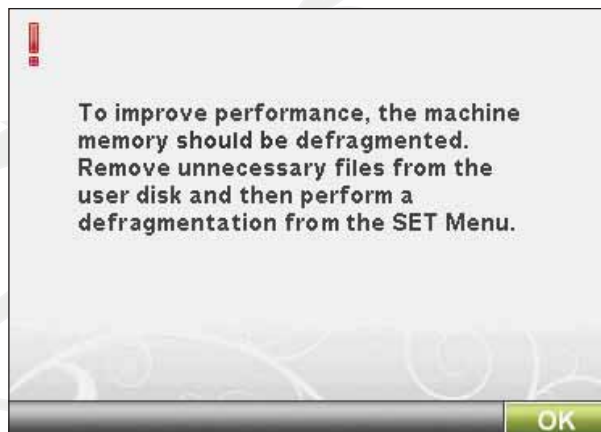 To improve performance, the machine
memory should be defragmented.
Remove unnecessary files from the
user disk and then perform a
defragmentation from the SET Menu.
OK